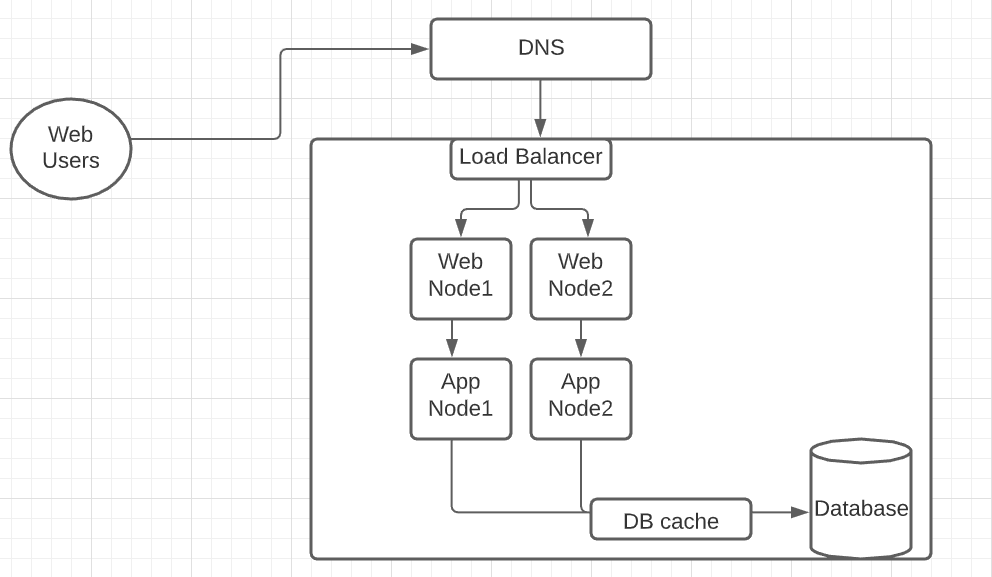 DNS
Web
Users
Load Balancer
Web
Node1
Web
Node2
App
Node1
App
Node2
Database
DB cache